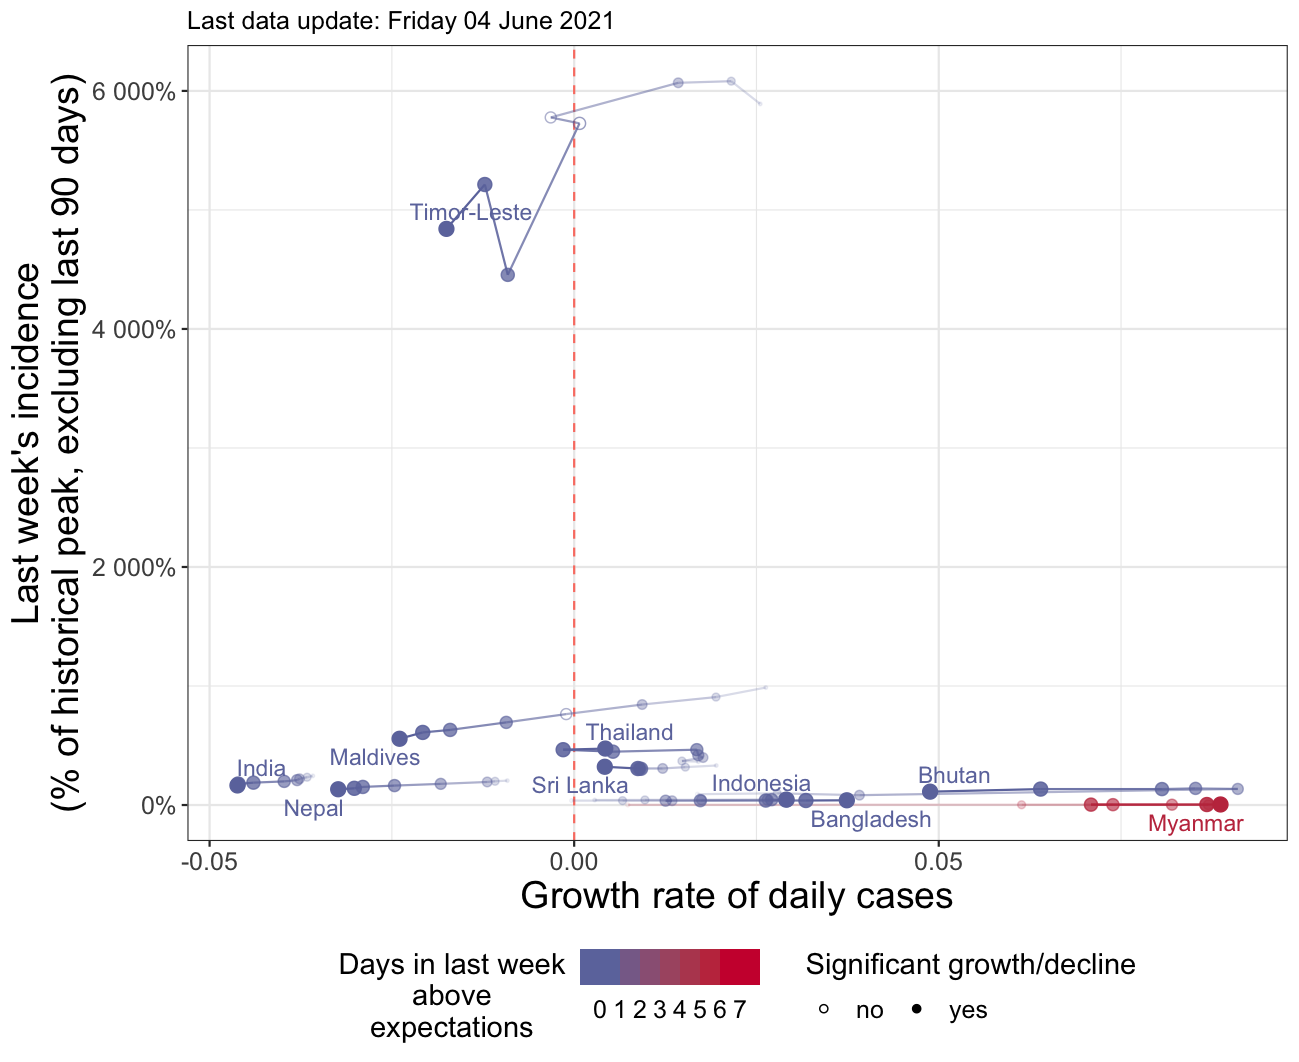 Last data update: Friday 04 June 2021
Last week's incidence
(% of historical peak, excluding last 90 days)
6 000%
4 000%
2 000%
0%
Timor-Leste
Thailand
Maldives
India
Nepal
Sri Lanka
Indonesia
Bhutan
Bangladesh
Myanmar
-0.05
0.00
0.05
Growth rate of daily cases
Days in last week
above
expectations
0 1 2 3 4 5 6 7
Significant growth/decline
no
yes